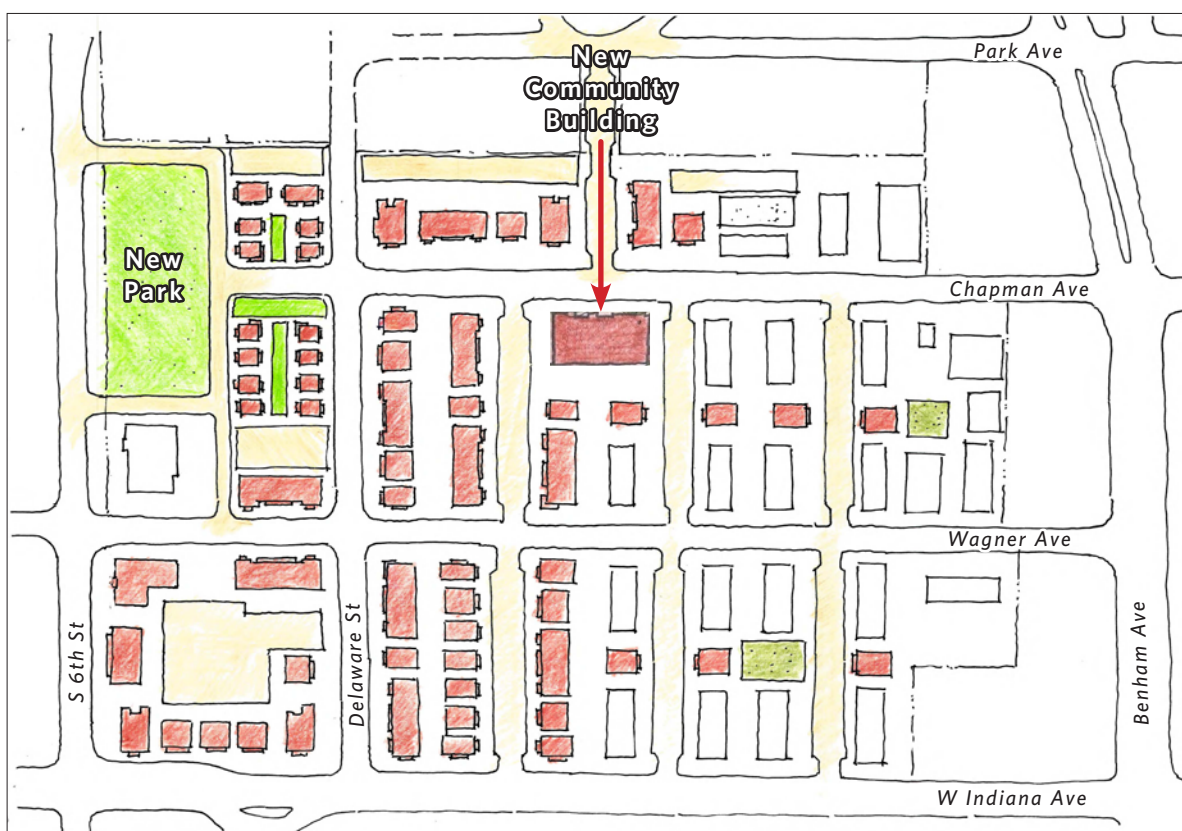 Park Ave
New
Community
Building
New
Park
Chapman Ave
Wagner Ave
S 6th St
Delaware St
Benham Ave
W Indiana Ave